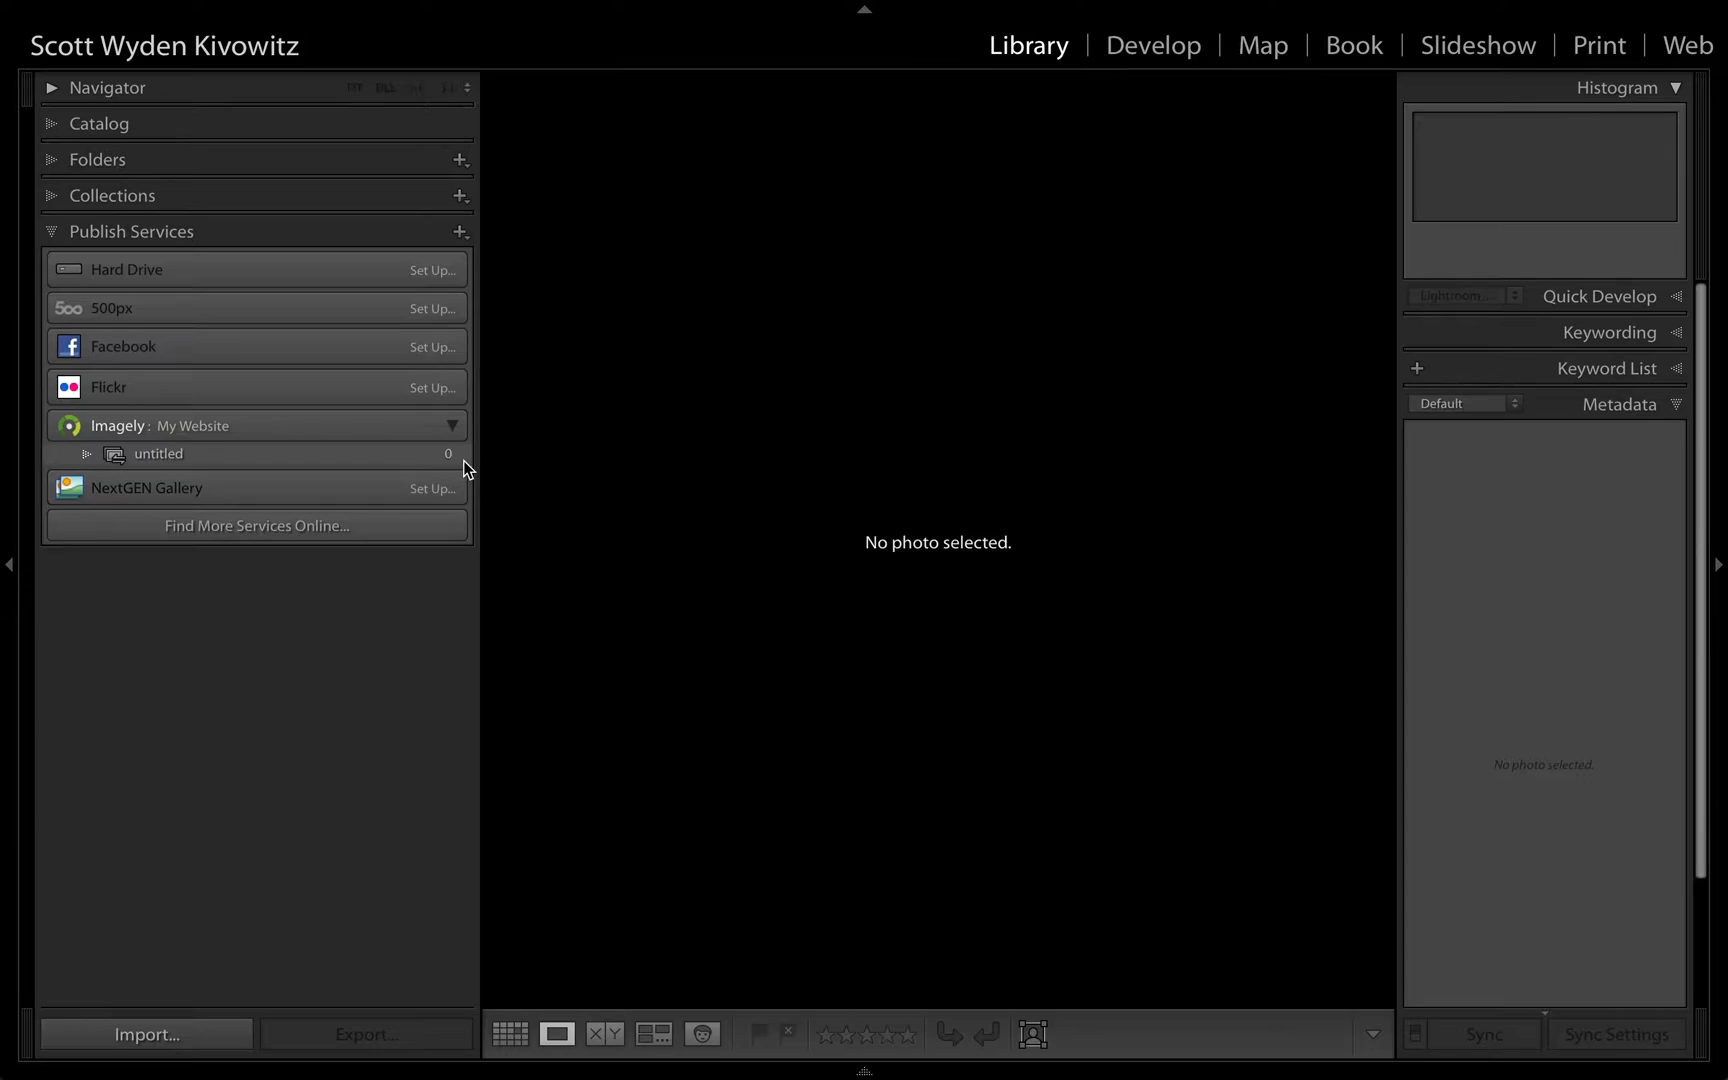 Scott Wyden Kivowitz
Library | Develop | Map | Book | Slideshow | Print | Web
Navigator
Catalog
Folders
Collections
Publish Services
Hard Drive Set Up...
500px Set Up...
Facebook Set Up...
Flickr Set Up...
Imagely : My Website
untitled 0
NextGEN Gallery Set Up...
Find More Services Online...
Import... Export...
No photo selected.
X Y
Histogram
Lightroom... Quick Develop
Keywording
Keyword List
Default Metadata
No photo selected.
Sync Sync Settings